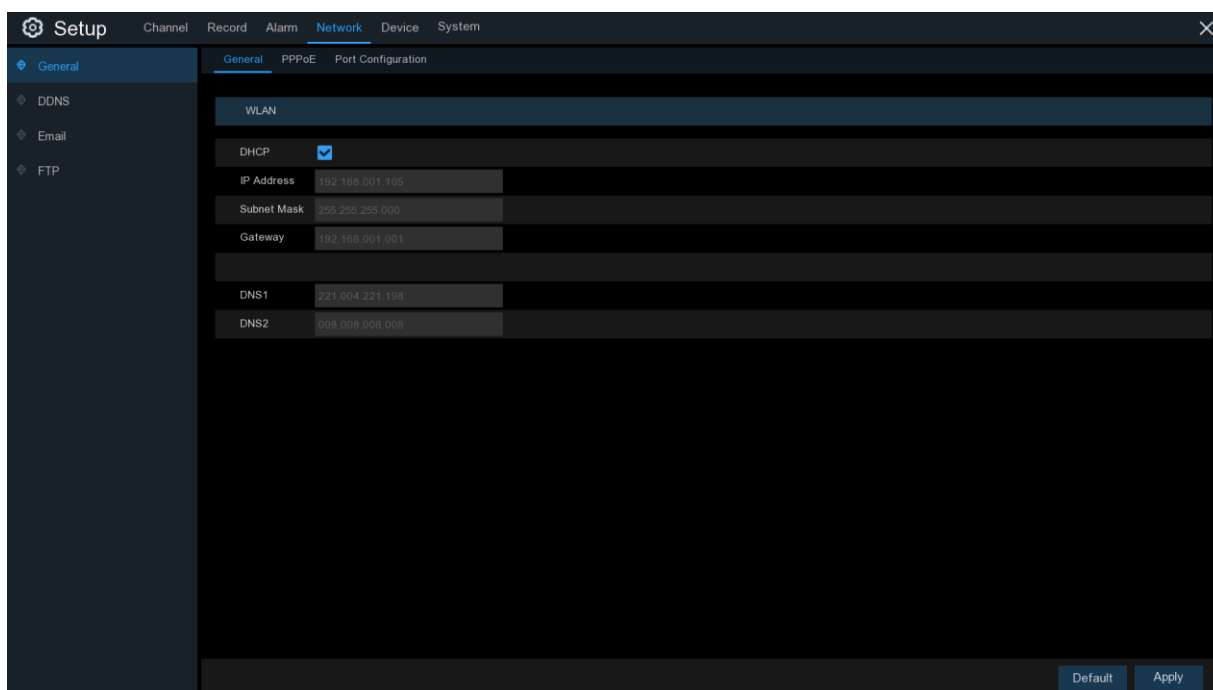 Setup Channel Record Alarm Network Device System
General PPPoE Port Configuration
General
DDNS
Email
FTP
WLAN
DHCP
IP Address 192.168.001.105
Subnet Mask 255.255.255.000
Gateway 192.168.001.001
DNS1 221.004.221.198
DNS2 008.008.008.008
Default Apply